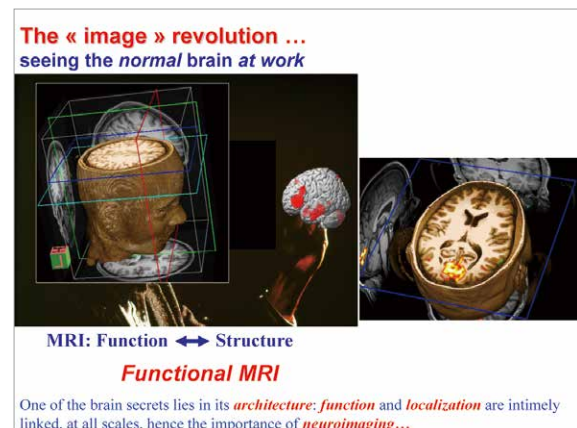 The « image » revolution …
seeing the normal brain at work
MRI: Function ↔ Structure
Functional MRI
One of the brain secrets lies in its architecture: function and localization are intimely
linked, at all scales, hence the importance of neuroimaging…